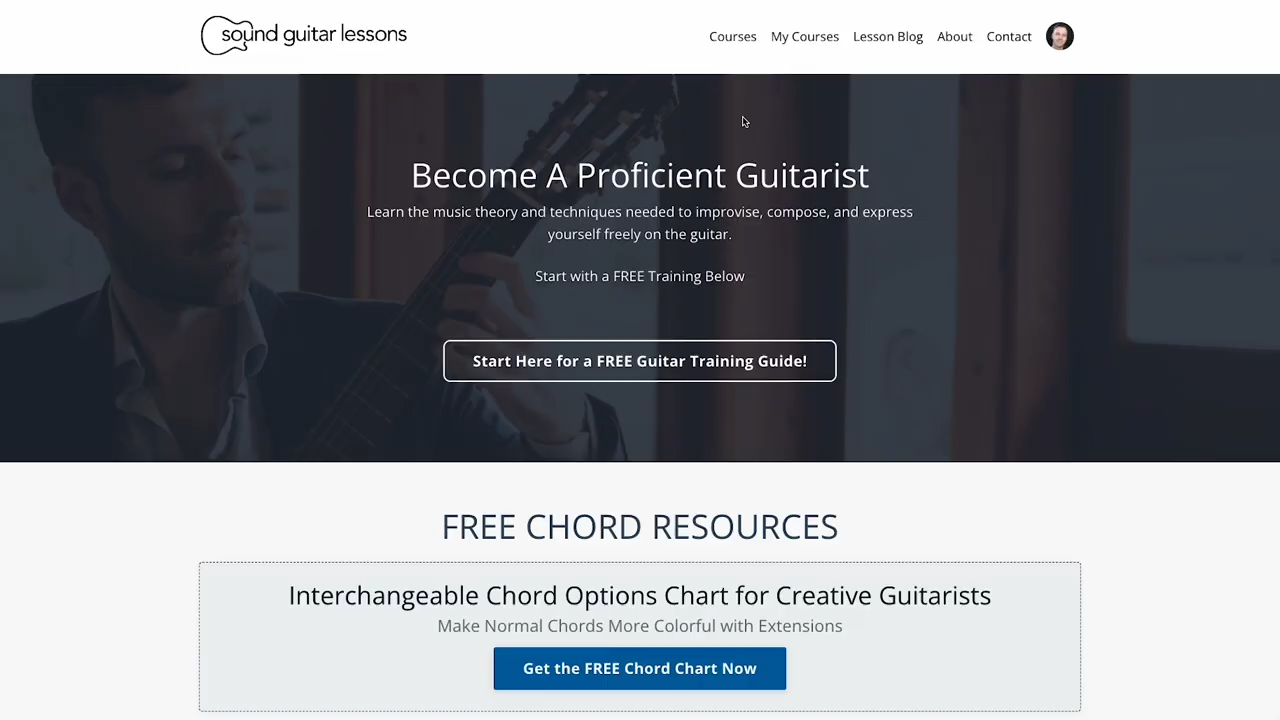 sound guitar lessons
Courses My Courses Lesson Blog About Contact
Become A Proficient Guitarist
Learn the music theory and techniques needed to improvise, compose, and express
yourself freely on the guitar.
Start with a FREE Training Below
Start Here for a FREE Guitar Training Guide!
FREE CHORD RESOURCES
Interchangeable Chord Options Chart for Creative Guitarists
Make Normal Chords More Colorful with Extensions
Get the FREE Chord Chart Now